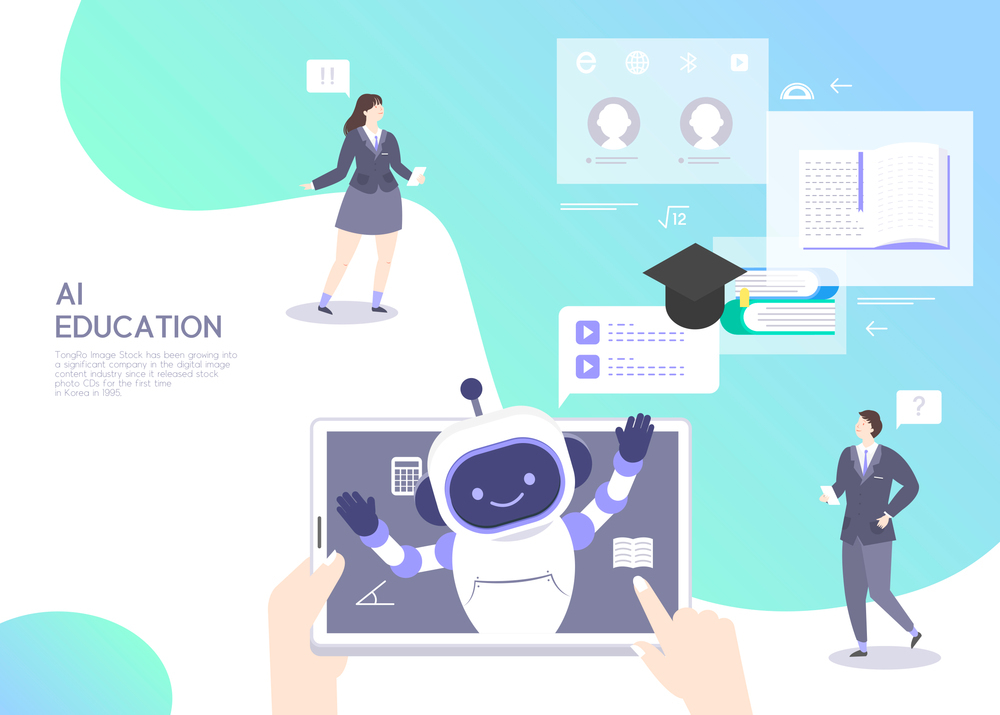 !!
√12
AI
EDUCATION
TongRo Image Stock has been growing into
a significant company in the digital image
content industry since it released stock
photo CDs for the first time
in Korea in 1995.
?